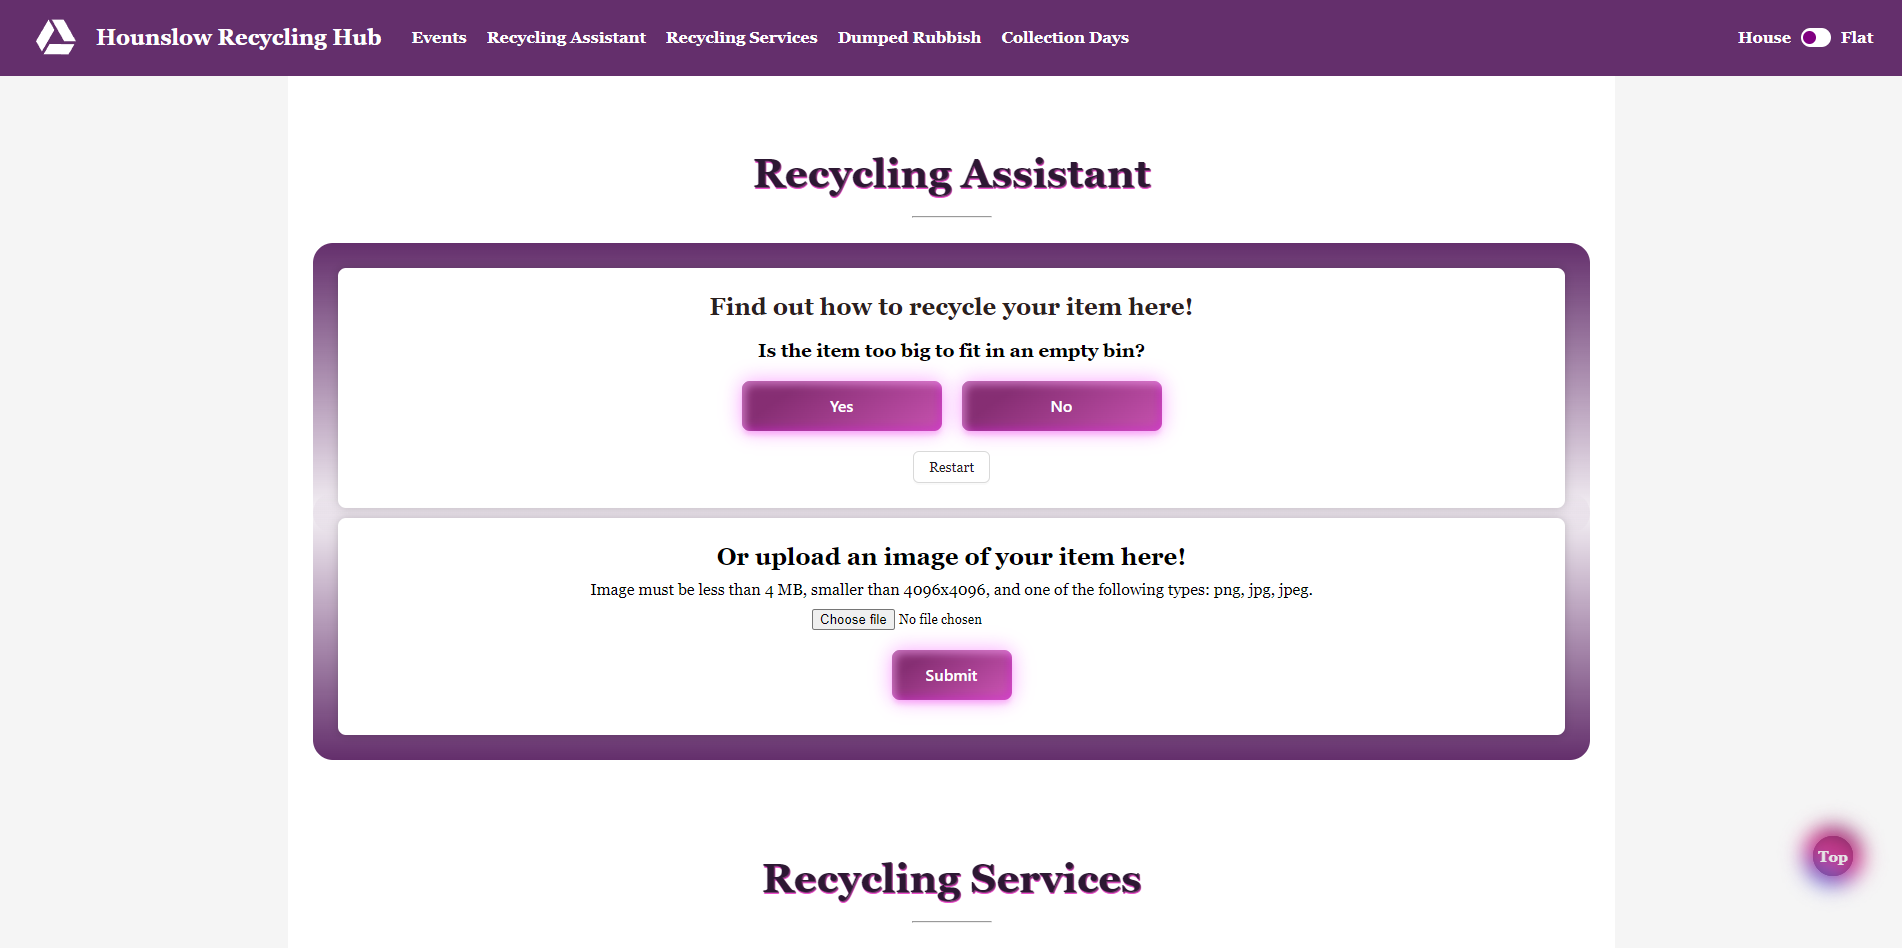 Hounslow Recycling Hub Events Recycling Assistant Recycling Services Dumped Rubbish Collection Days House Flat
Recycling Assistant
Find out how to recycle your item here!
Is the item too big to fit in an empty bin?
Yes No
Restart
Or upload an image of your item here!
Image must be less than 4 MB, smaller than 4096x4096, and one of the following types: png, jpg, jpeg.
Choose file No file chosen
Submit
Top
Recycling Services